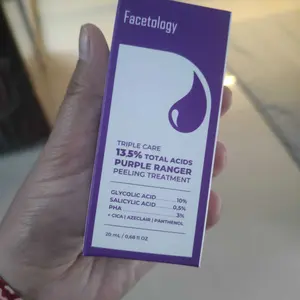 Facetology
TRIPLE CARE
13.5% TOTAL ACIDS
PURPLE RANGER
PEELING TREATMENT
GLYCOLIC ACID 10%
SALICYLIC ACID 0,5%
PHA 3%
+ CICA | AZECLAIR | PANTHENOL
20 mL / 0,68 fl OZ